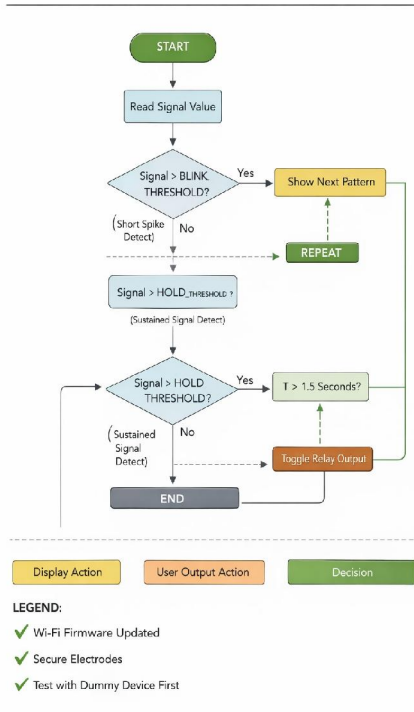 START
Read Signal Value
Signal > BLINK
THRESHOLD?
Yes
Show Next Pattern
(Short Spike
Detect)
No
REPEAT
Signal > HOLD_THRESHOLD ?
(Sustained Signal Detect)
Signal > HOLD
THRESHOLD?
Yes
T > 1.5 Seconds?
(Sustained
Signal
Detect)
No
Toggle Relay Output
END
Display Action
User Output Action
Decision
LEGEND:
✓ Wi-Fi Firmware Updated
✓ Secure Electrodes
✓ Test with Dummy Device First